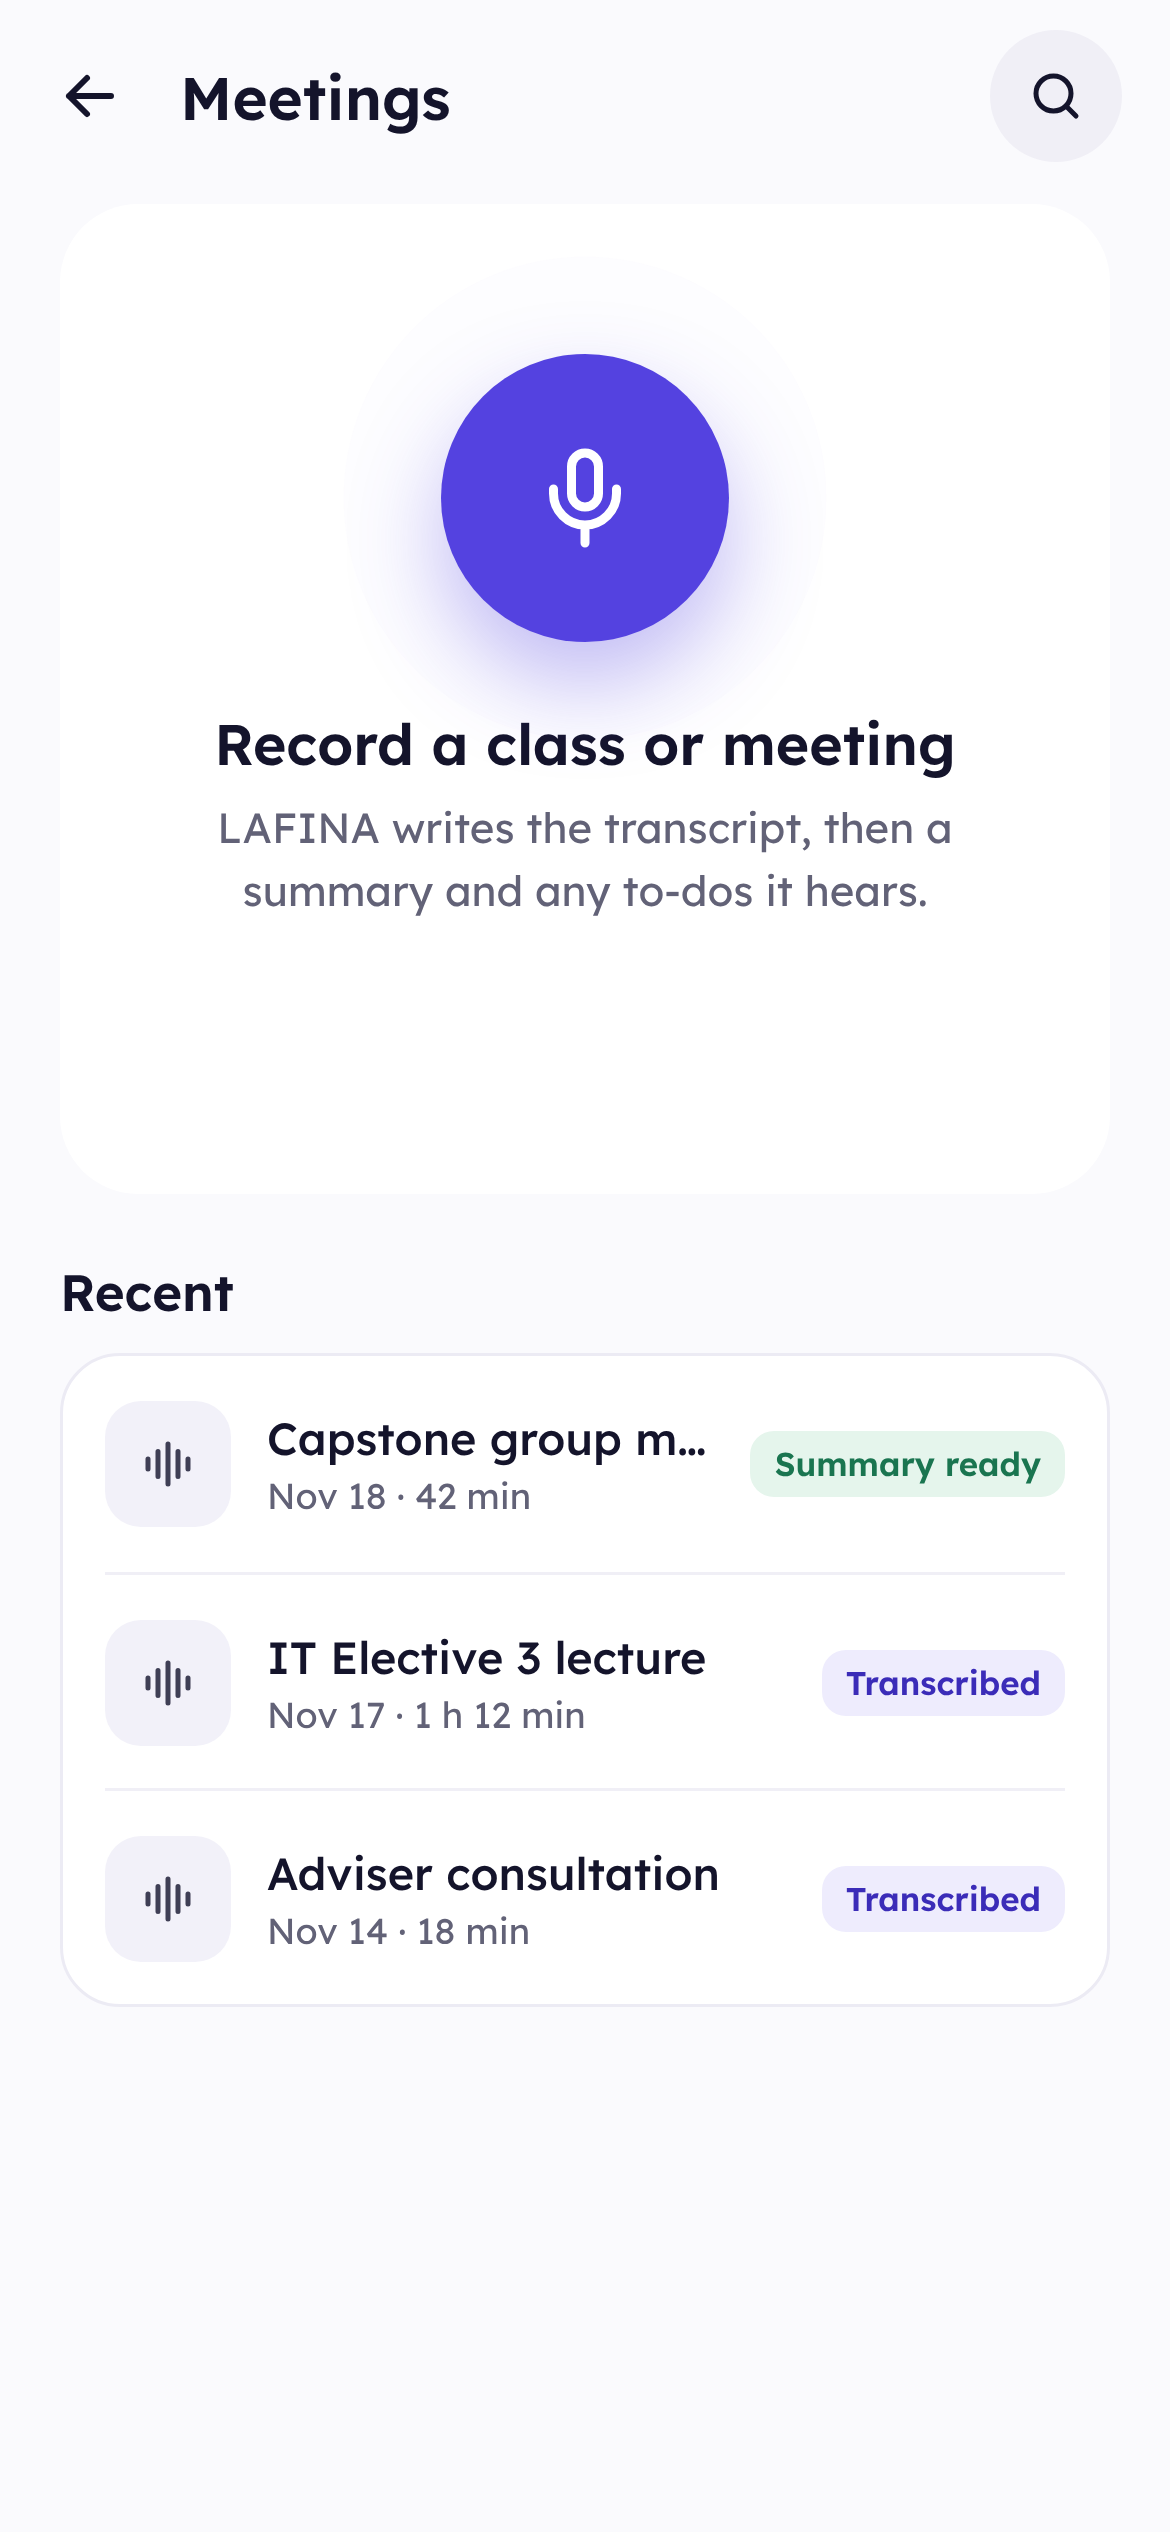 Meetings
Record a class or meeting
LAFINA writes the transcript, then a
summary and any to-dos it hears.
Recent
Capstone group m...
Summary ready
Nov 18 · 42 min
IT Elective 3 lecture
Transcribed
Nov 17 · 1 h 12 min
Adviser consultation
Transcribed
Nov 14 · 18 min